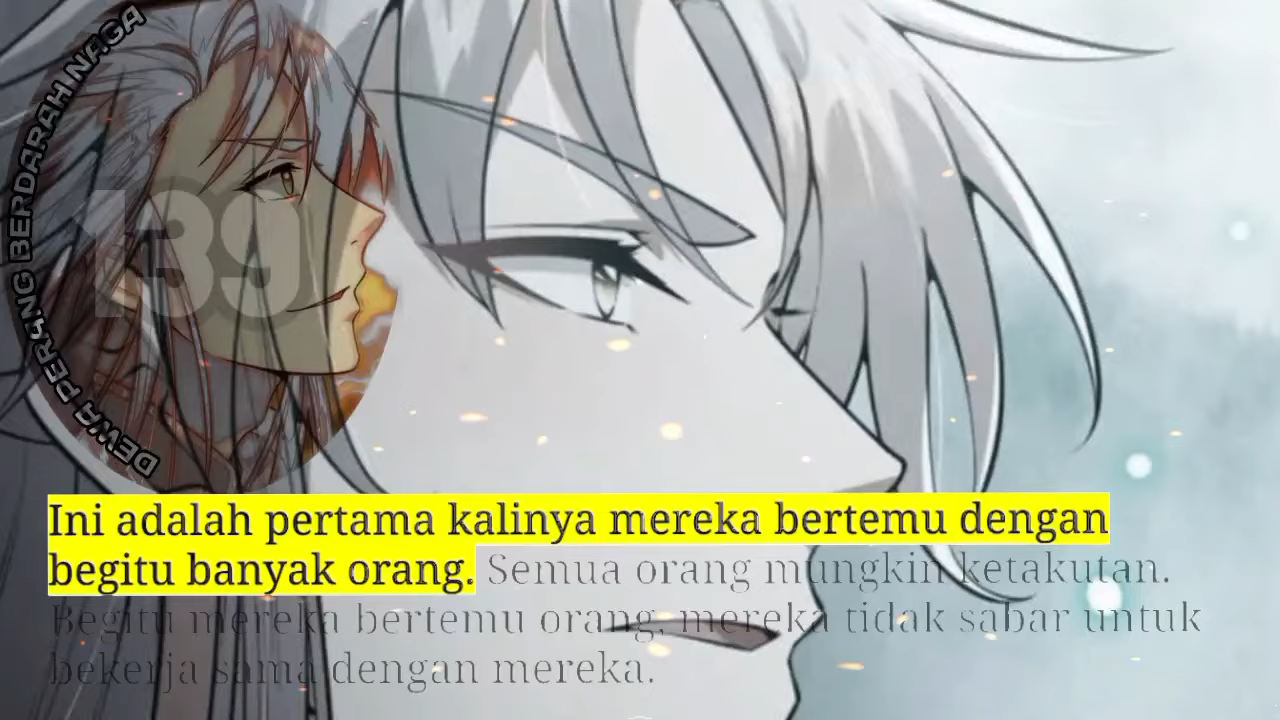 DEWA PERANG BERDARAH NAGA
139
Ini adalah pertama kalinya mereka bertemu dengan
begitu banyak orang. Semua orang mungkin ketakutan.
Begitu mereka bertemu orang, mereka tidak sabar untuk
bekerja sama dengan mereka.